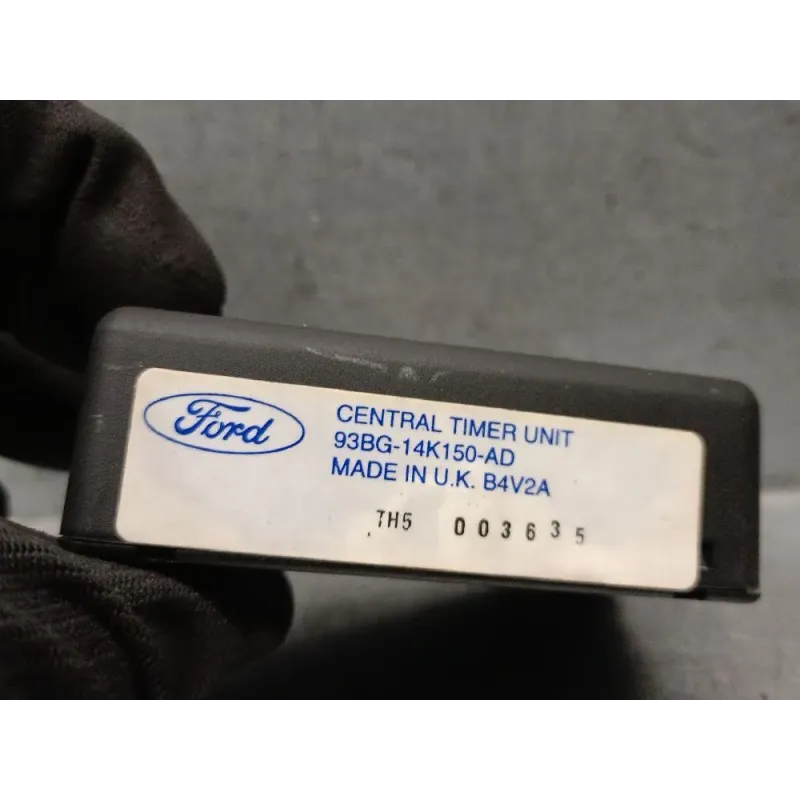 Ford
CENTRAL TIMER UNIT
93BG-14K150-AD
MADE IN U.K. B4V2A
7H5 003635